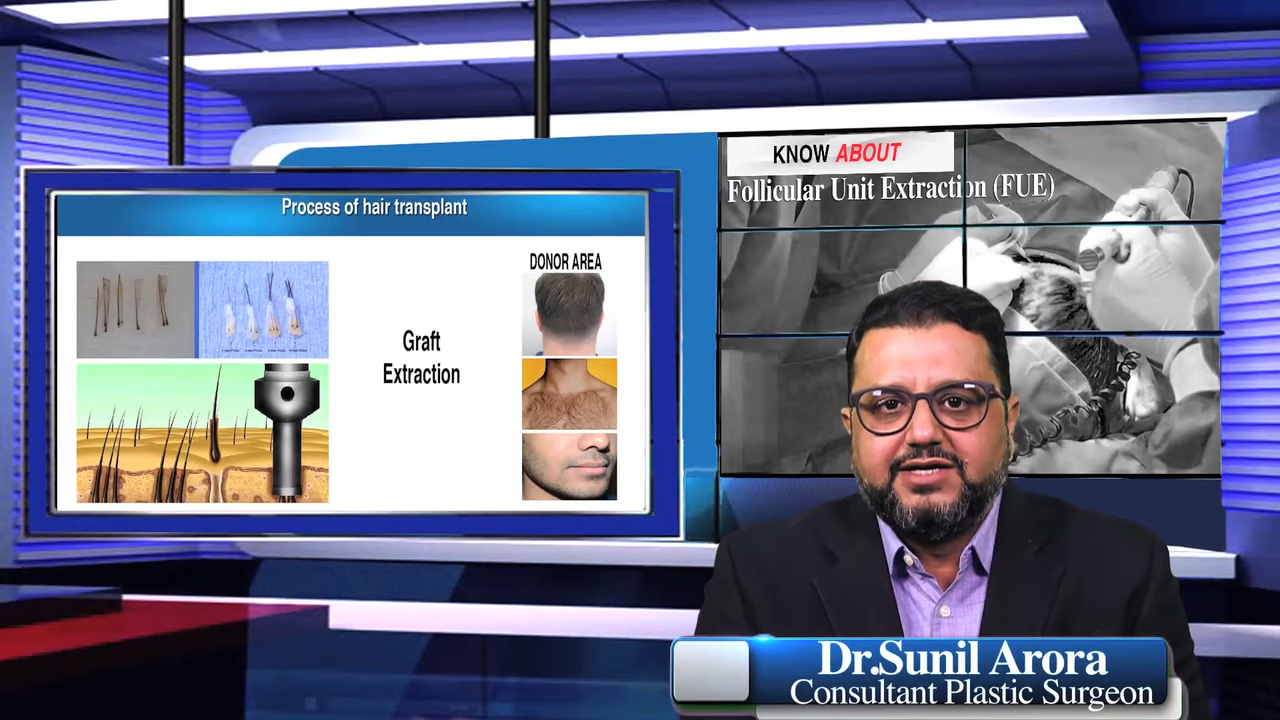 Process of hair transplant
DONOR AREA
Graft
Extraction
KNOW ABOUT
Follicular Unit Extraction (FUE)
Dr.Sunil Arora
Consultant Plastic Surgeon